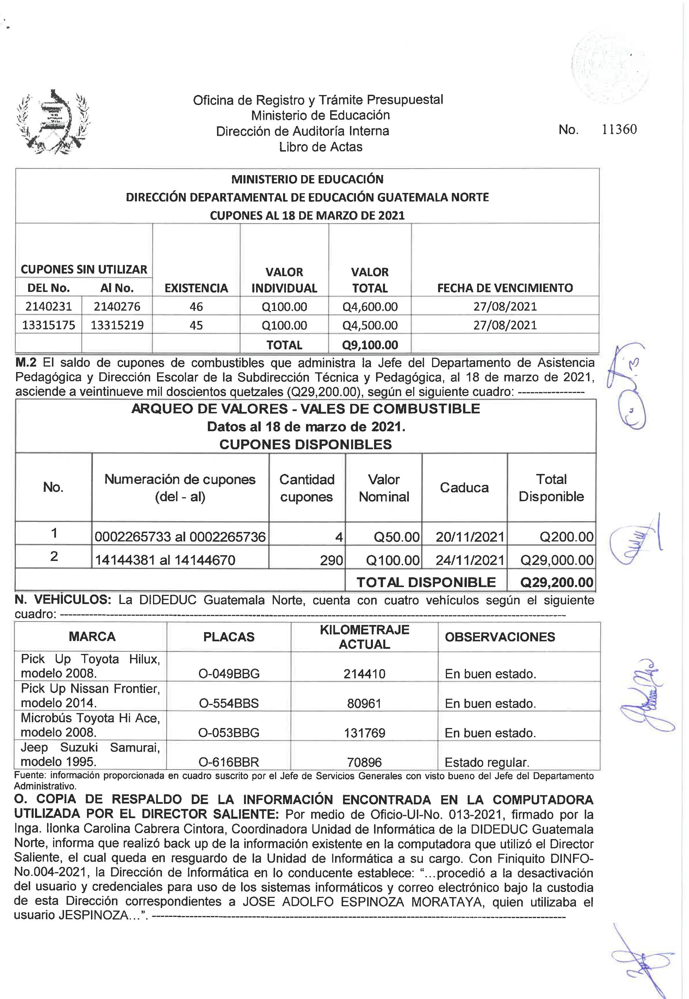 Oficina de Registro y Trámite Presupuestal
Ministerio de Educación
Dirección de Auditoría Interna
Libro de Actas
No. 11360
MINISTERIO DE EDUCACIÓN
DIRECCIÓN DEPARTAMENTAL DE EDUCACIÓN GUATEMALA NORTE
CUPONES AL 18 DE MARZO DE 2021
CUPONES SIN UTILIZAR VALOR VALOR
DEL No. Al No. EXISTENCIA INDIVIDUAL TOTAL FECHA DE VENCIMIENTO
2140231 2140276 46 Q100.00 Q4,600.00 27/08/2021
13315175 13315219 45 Q100.00 Q4,500.00 27/08/2021
TOTAL Q9,100.00
M.2 El saldo de cupones de combustibles que administra la Jefe del Departamento de Asistencia
Pedagógica y Dirección Escolar de la Subdirección Técnica y Pedagógica, al 18 de marzo de 2021,
asciende a veintinueve mil doscientos quetzales (Q29,200.00), según el siguiente cuadro: ----------------
ARQUEO DE VALORES - VALES DE COMBUSTIBLE
Datos al 18 de marzo de 2021.
CUPONES DISPONIBLES
No. Numeración de cupones Cantidad Valor Caduca Total
(del - al) cupones Nominal Disponible
1 0002265733 al 0002265736 4 Q50.00 20/11/2021 Q200.00
2 14144381 al 14144670 290 Q100.00 24/11/2021 Q29,000.00
TOTAL DISPONIBLE Q29,200.00
N. VEHÍCULOS: La DIDEDUC Guatemala Norte, cuenta con cuatro vehículos según el siguiente
cuadro: ----------------------------------------------------------------
MARCA PLACAS KILOMETRAJE OBSERVACIONES
ACTUAL
Pick Up Toyota Hilux,
modelo 2008. O-049BBG 214410 En buen estado.
Pick Up Nissan Frontier,
modelo 2014. O-554BBS 80961 En buen estado.
Microbús Toyota Hi Ace,
modelo 2008. O-053BBG 131769 En buen estado.
Jeep Suzuki Samurai,
modelo 1995. O-616BBR 70896 Estado regular.
Fuente: información proporcionada en cuadro suscrito por el Jefe de Servicios Generales con visto bueno del Jefe del Departamento
Administrativo.
O. COPIA DE RESPALDO DE LA INFORMACIÓN ENCONTRADA EN LA COMPUTADORA
UTILIZADA POR EL DIRECTOR SALIENTE: Por medio de Oficio-UI-No. 013-2021, firmado por la
Inga. Ilonka Carolina Cabrera Cintora, Coordinadora Unidad de Informática de la DIDEDUC Guatemala
Norte, informa que realizó back up de la información existente en la computadora que utilizó el Director
Saliente, el cual queda en resguardo de la Unidad de Informática a su cargo. Con Finiquito DINFO-
No.004-2021, la Dirección de Informática en lo conducente establece: “...procedió a la desactivación
del usuario y credenciales para uso de los sistemas informáticos y correo electrónico bajo la custodia
de esta Dirección correspondientes a JOSE ADOLFO ESPINOZA MORATAYA, quien utilizaba el
usuario JESPINOZA...”. ----------------------------------------------------------------